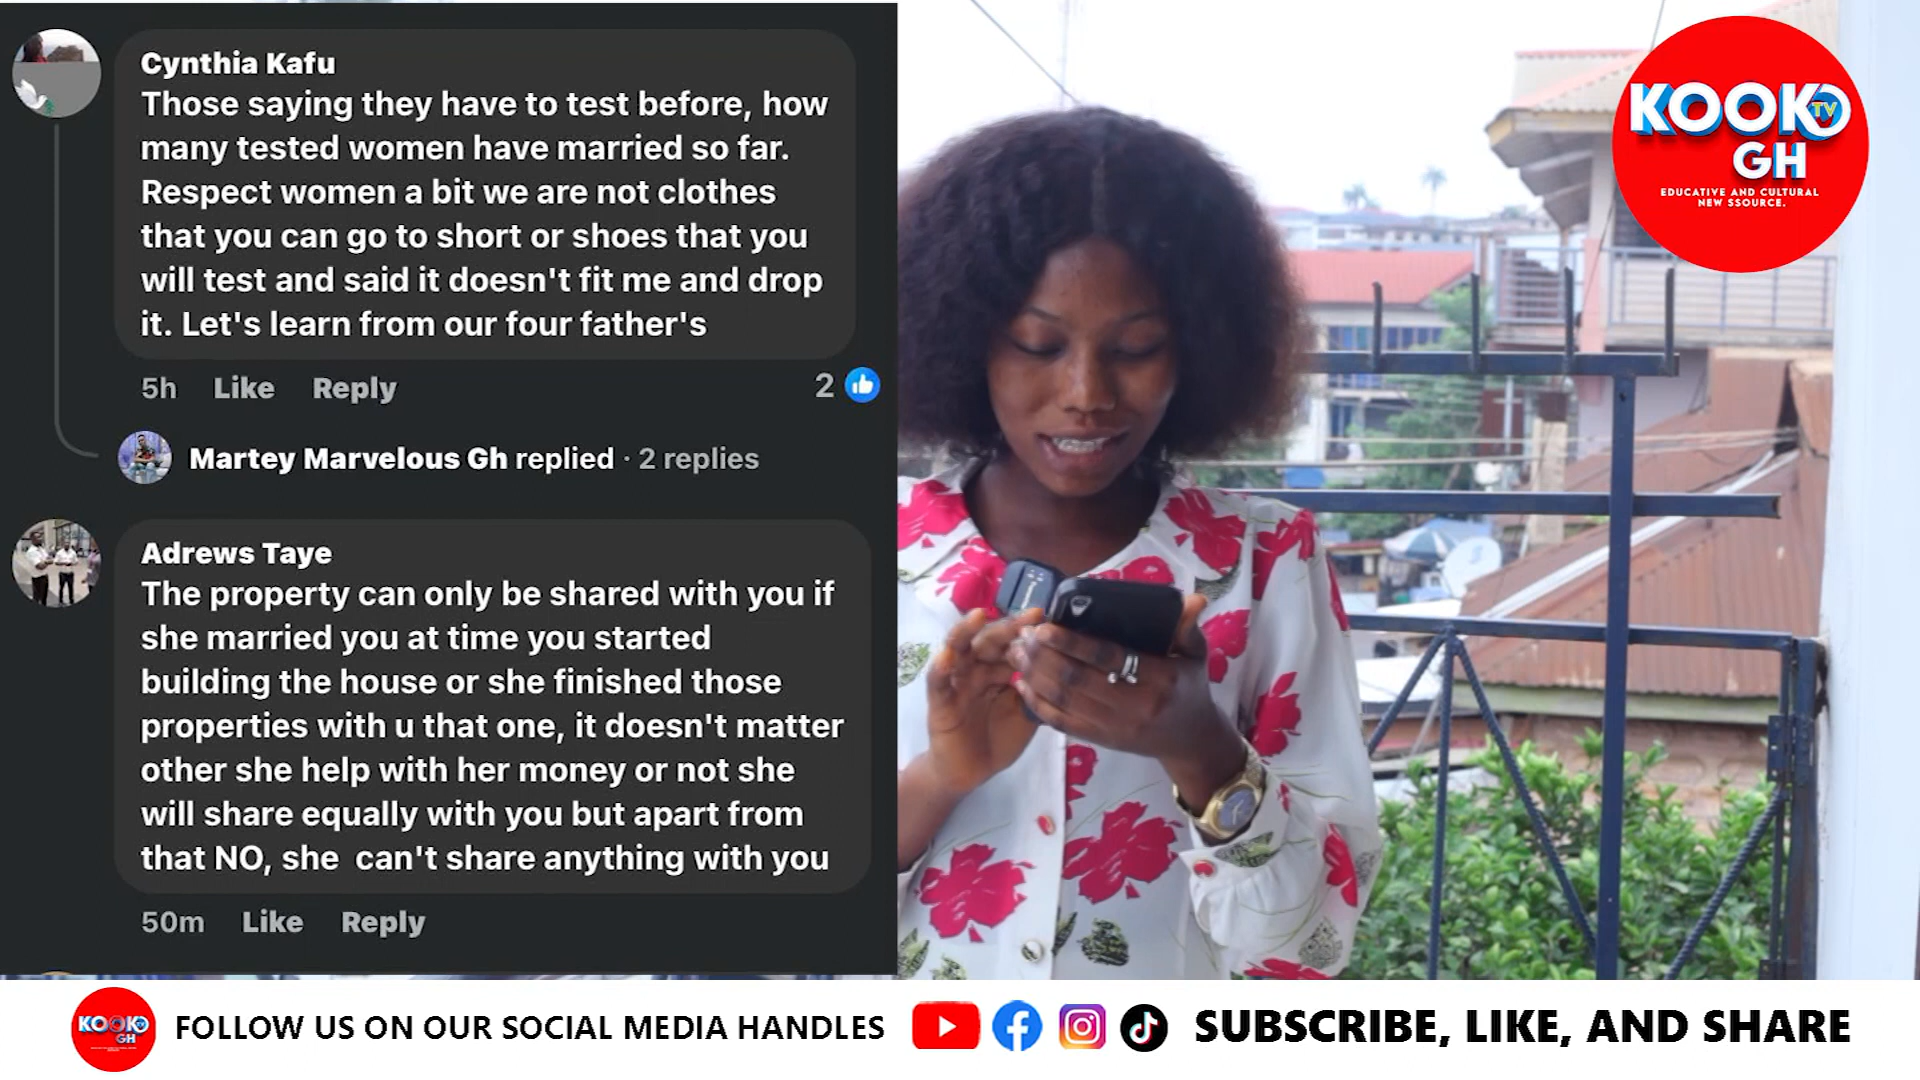 Cynthia Kafu
Those saying they have to test before, how
many tested women have married so far.
Respect women a bit we are not clothes
that you can go to short or shoes that you
will test and said it doesn't fit me and drop
it. Let's learn from our four father's
5h Like Reply 2
Martey Marvelous Gh replied · 2 replies
Adrews Taye
The property can only be shared with you if
she married you at time you started
building the house or she finished those
properties with u that one, it doesn't matter
other she help with her money or not she
will share equally with you but apart from
that NO, she can't share anything with you
50m Like Reply
KOOKO
TV
GH
EDUCATIVE AND CULTURAL
NEW SSOURCE.
KOOKO
GH
FOLLOW US ON OUR SOCIAL MEDIA HANDLES
SUBSCRIBE, LIKE, AND SHARE